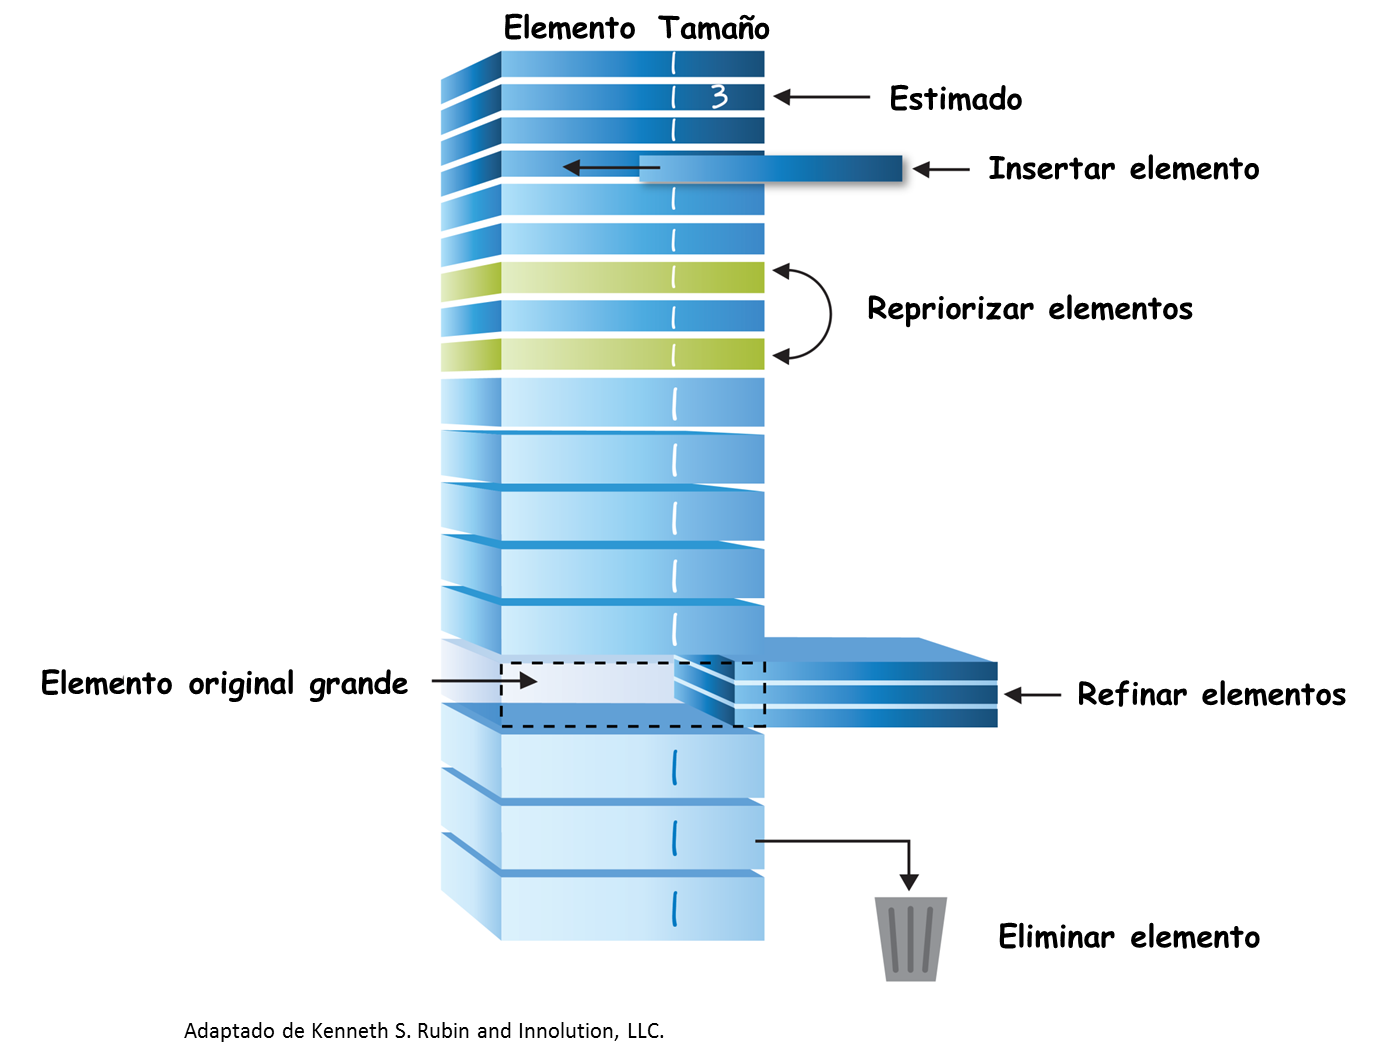 Elemento Tamaño
3
Estimado
Insertar elemento
Repriorizar elementos
Elemento original grande
Refinar elementos
Eliminar elemento
Adaptado de Kenneth S. Rubin and Innolution, LLC.